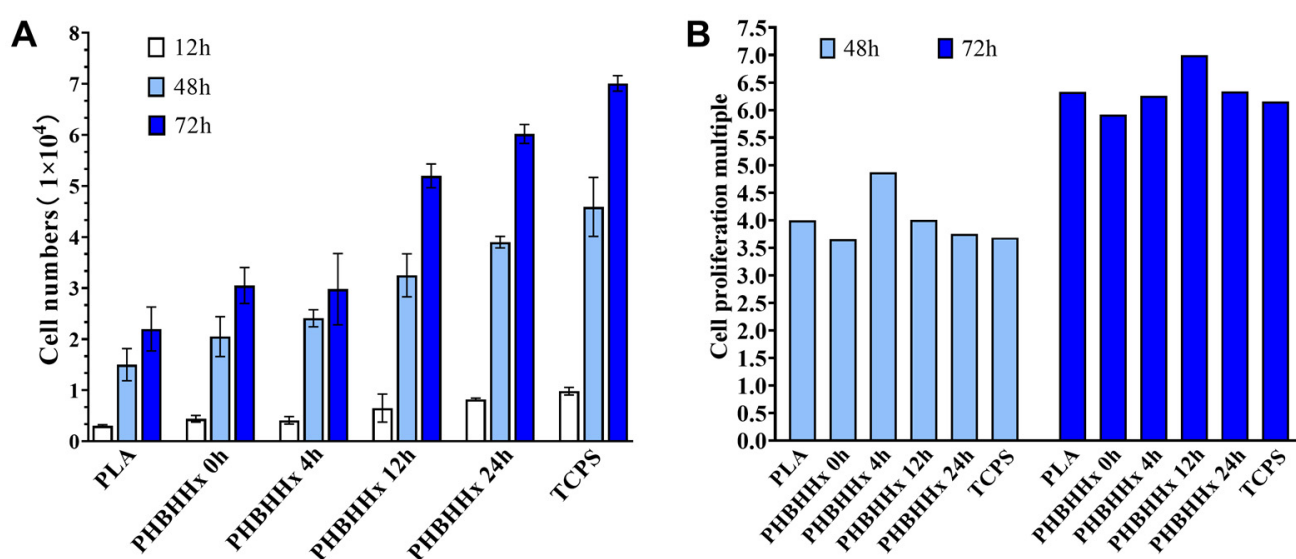 A
12h
48h
72h
Cell numbers ( 1×10⁴)
8
7
6
5
4
3
2
1
0
PLA
PHBHHx 0h
PHBHHx 4h
PHBHHx 12h
PHBHHx 24h
TCPS
B
48h
72h
Cell proliferation multiple
7.5
7.0
6.5
6.0
5.5
5.0
4.5
4.0
3.5
3.0
2.5
2.0
1.5
1.0
0.5
0.0
PLA
PHBHHx 0h
PHBHHx 4h
PHBHHx 12h
PHBHHx 24h
TCPS
PLA
PHBHHx 0h
PHBHHx 4h
PHBHHx 12h
PHBHHx 24h
TCPS